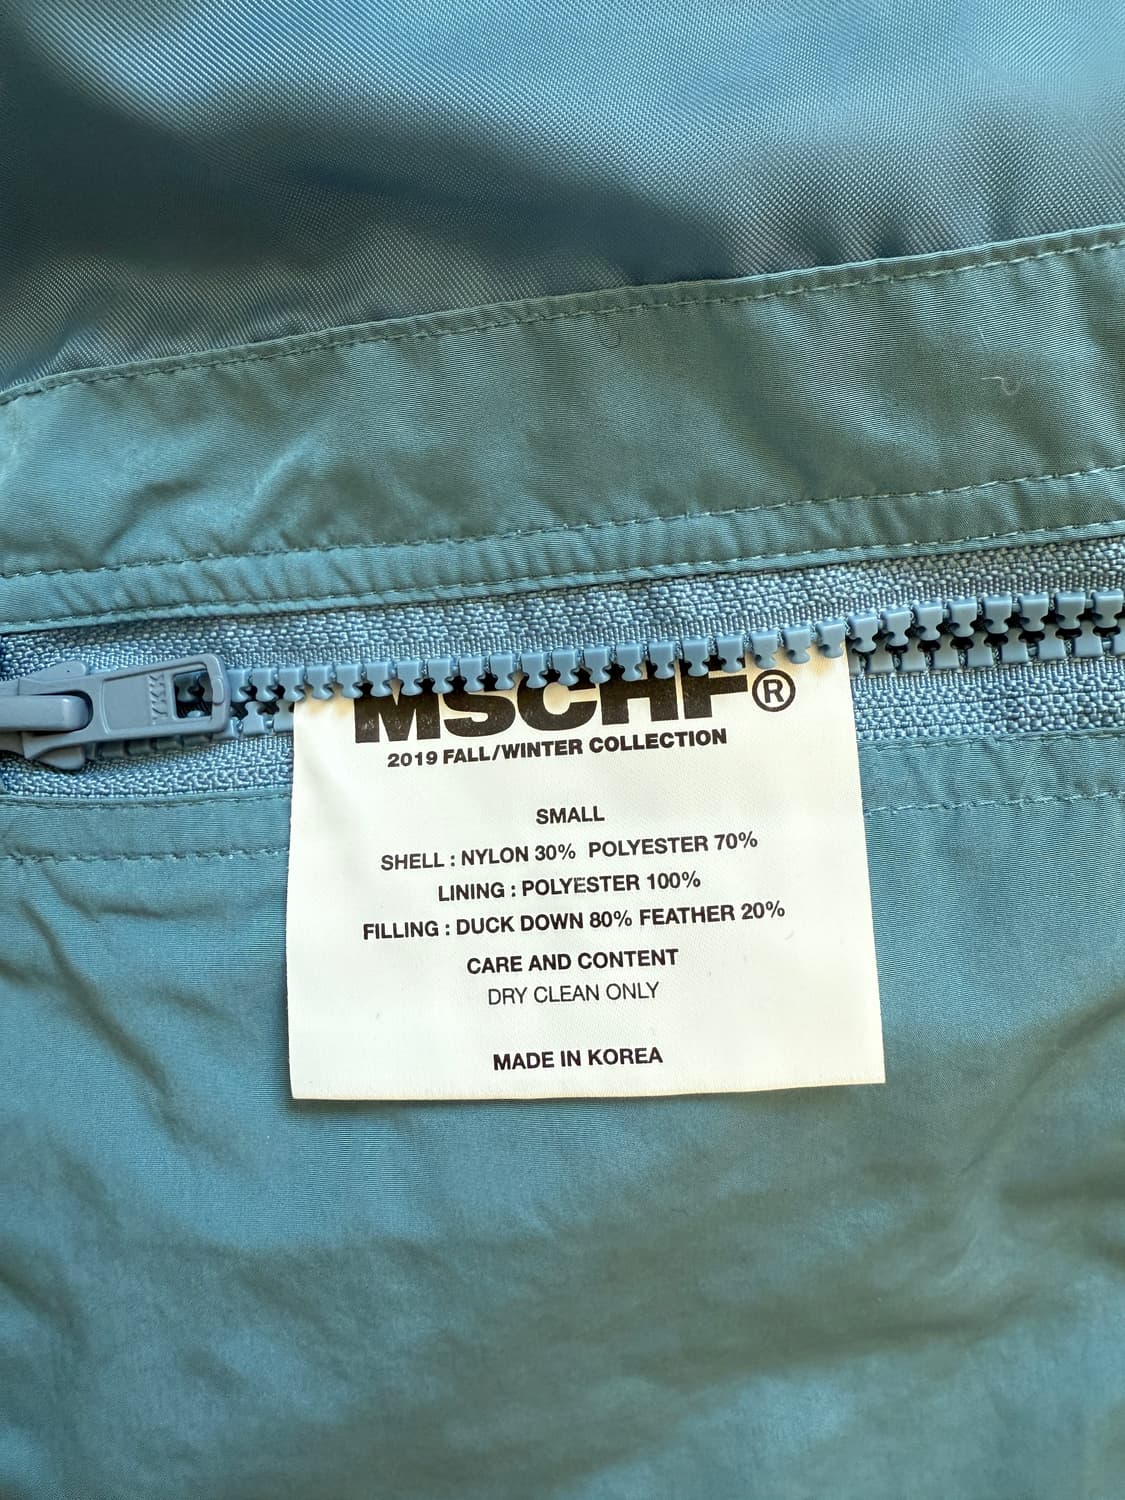 MSCHF®
2019 FALL/WINTER COLLECTION
SMALL
SHELL : NYLON 30% POLYESTER 70%
LINING : POLYESTER 100%
FILLING : DUCK DOWN 80% FEATHER 20%
CARE AND CONTENT
DRY CLEAN ONLY
MADE IN KOREA
YKK